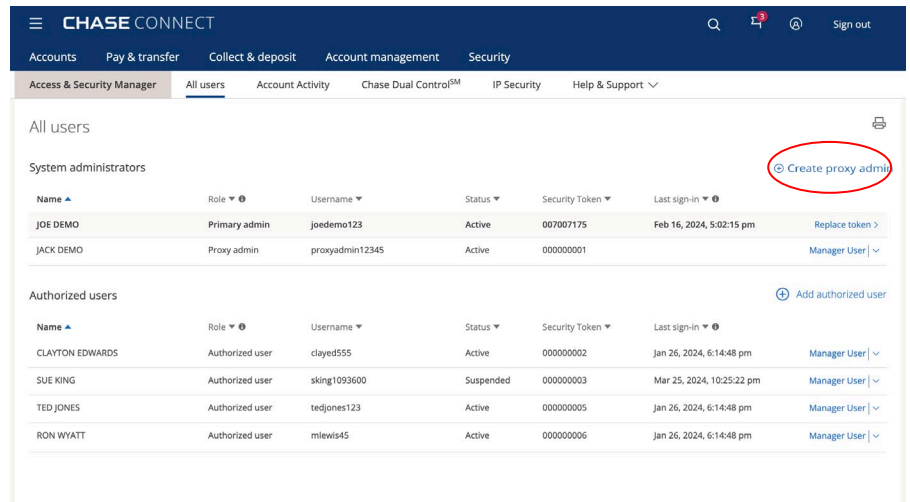 CHASE CONNECT
3
Sign out
Accounts Pay & transfer Collect & deposit Account management Security
Access & Security Manager All users Account Activity Chase Dual Control℠ IP Security Help & Support
All users
System administrators
Create proxy admin
Name Role Username Status Security Token Last sign-in
JOE DEMO Primary admin joedemo123 Active 007007175 Feb 16, 2024, 5:02:15 pm Replace token >
JACK DEMO Proxy admin proxyadmin12345 Active 000000001 Manager User
Authorized users
Add authorized user
Name Role Username Status Security Token Last sign-in
CLAYTON EDWARDS Authorized user clayed555 Active 000000002 Jan 26, 2024, 6:14:48 pm Manager User
SUE KING Authorized user sking1093600 Suspended 000000003 Mar 25, 2024, 10:25:22 pm Manager User
TED JONES Authorized user tedjones123 Active 000000005 Jan 26, 2024, 6:14:48 pm Manager User
RON WYATT Authorized user mlewis45 Active 000000006 Jan 26, 2024, 6:14:48 pm Manager User